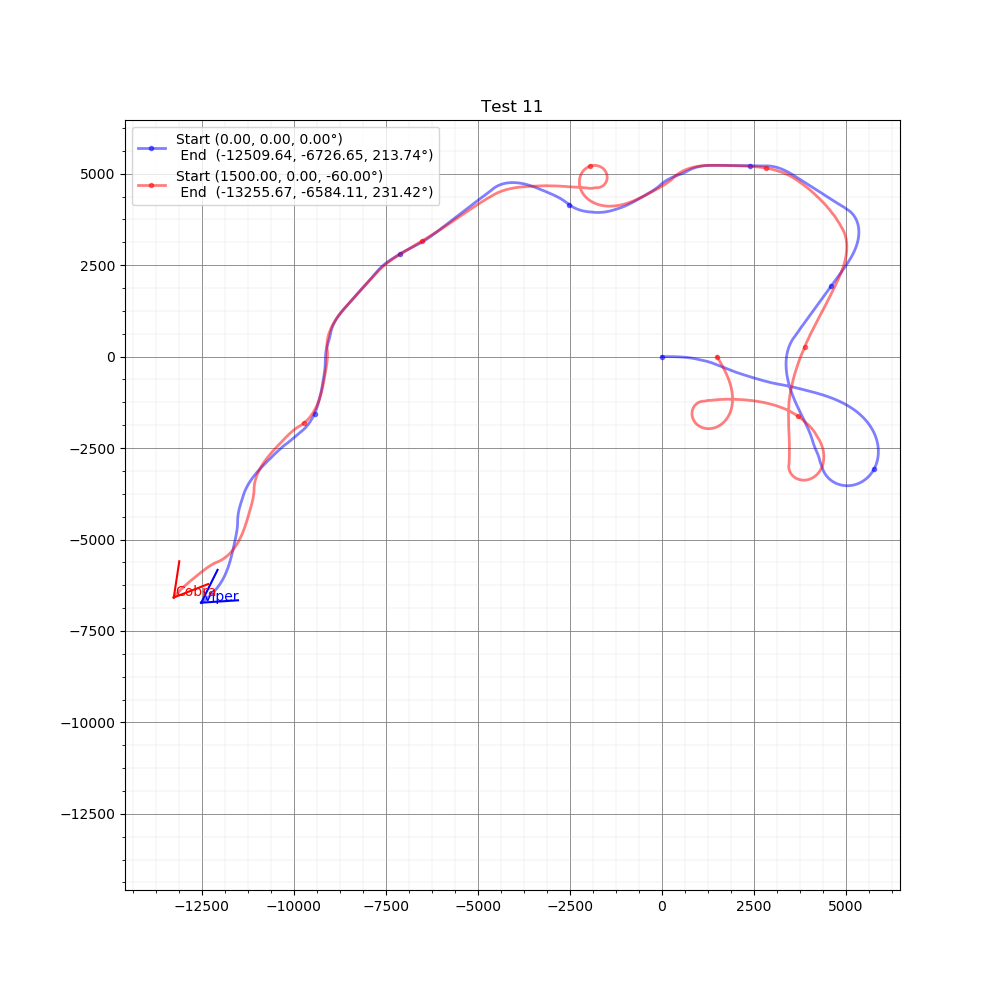 Test 11
Start (0.00, 0.00, 0.00°)
End  (-12509.64, -6726.65, 213.74°)
Start (1500.00, 0.00, -60.00°)
End  (-13255.67, -6584.11, 231.42°)
5000
2500
0
−2500
−5000
−7500
−10000
−12500
Cobra
Viper
−12500 −10000 −7500 −5000 −2500 0 2500 5000